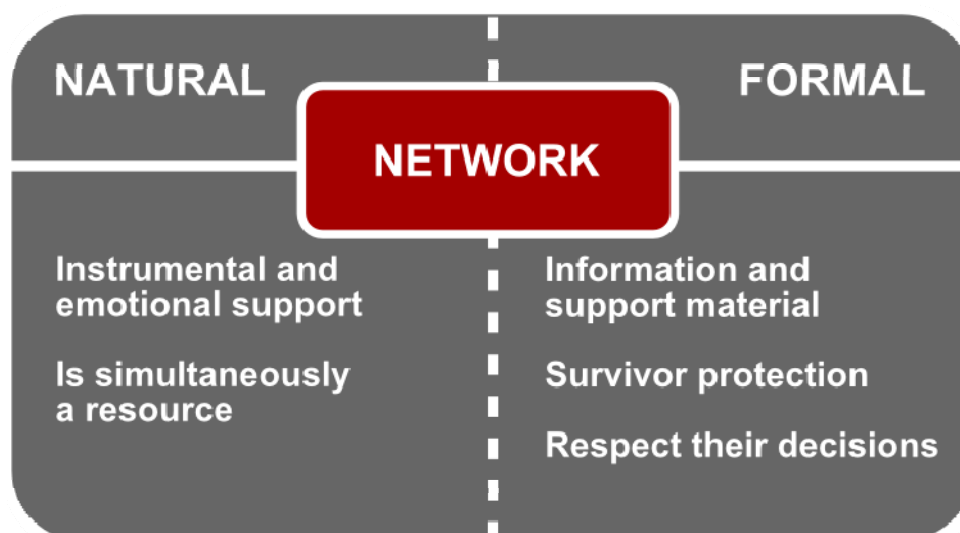 NATURAL
FORMAL
NETWORK
Instrumental and
emotional support
Is simultaneously
a resource
Information and
support material
Survivor protection
Respect their decisions